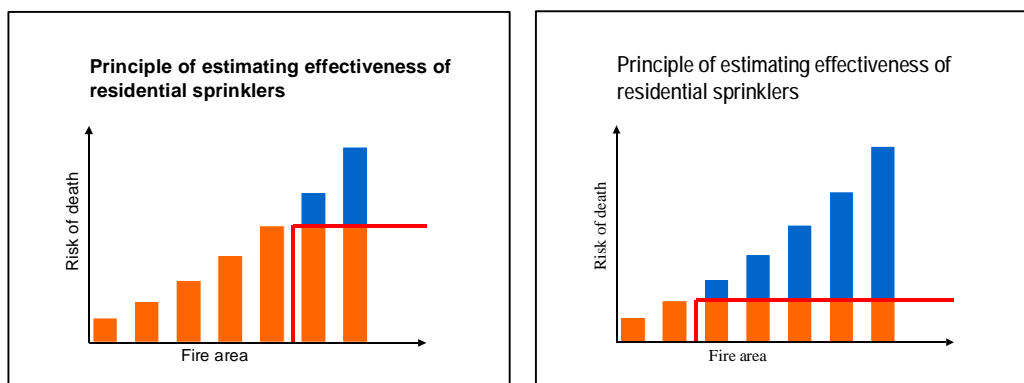 Principle of estimating effectiveness of
residential sprinklers
Risk of death
Fire area
Principle of estimating effectiveness of
residential sprinklers
Risk of death
Fire area